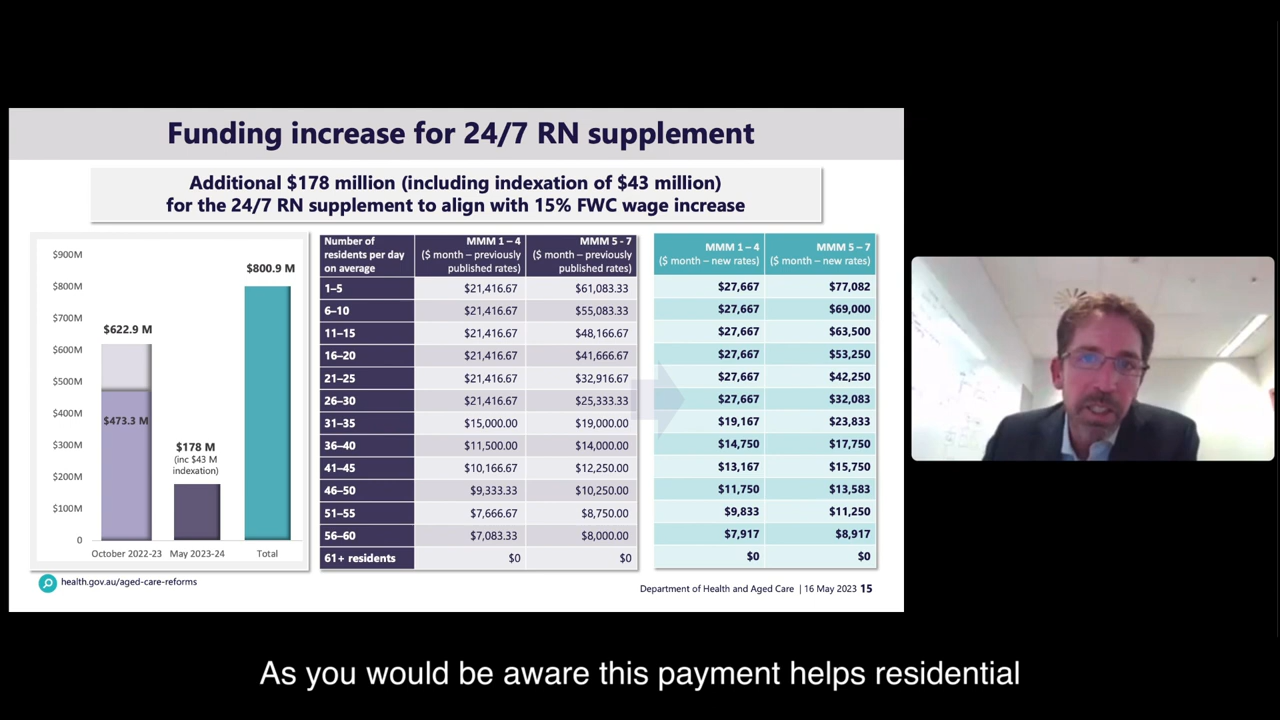 Funding increase for 24/7 RN supplement
Additional $178 million (including indexation of $43 million)
for the 24/7 RN supplement to align with 15% FWC wage increase
$900M
$800M
$700M
$600M
$500M
$400M
$300M
$200M
$100M
0
$622.9 M
$473.3 M
$178 M
(inc $43 M
indexation)
$800.9 M
October 2022-23 May 2023-24 Total
Number of
residents per day
on average
MMM 1 – 4
($ month – previously
published rates)
MMM 5 - 7
($ month – previously
published rates)
MMM 1 – 4
($ month – new rates)
MMM 5 – 7
($ month – new rates)
1–5 $21,416.67 $61,083.33 $27,667 $77,082
6–10 $21,416.67 $55,083.33 $27,667 $69,000
11–15 $21,416.67 $48,166.67 $27,667 $63,500
16–20 $21,416.67 $41,666.67 $27,667 $53,250
21–25 $21,416.67 $32,916.67 $27,667 $42,250
26–30 $21,416.67 $25,333.33 $27,667 $32,083
31–35 $15,000.00 $19,000.00 $19,167 $23,833
36–40 $11,500.00 $14,000.00 $14,750 $17,750
41–45 $10,166.67 $12,250.00 $13,167 $15,750
46–50 $9,333.33 $10,250.00 $11,750 $13,583
51–55 $7,666.67 $8,750.00 $9,833 $11,250
56–60 $7,083.33 $8,000.00 $7,917 $8,917
61+ residents $0 $0 $0 $0
health.gov.au/aged-care-reforms
Department of Health and Aged Care | 16 May 2023 15
As you would be aware this payment helps residential